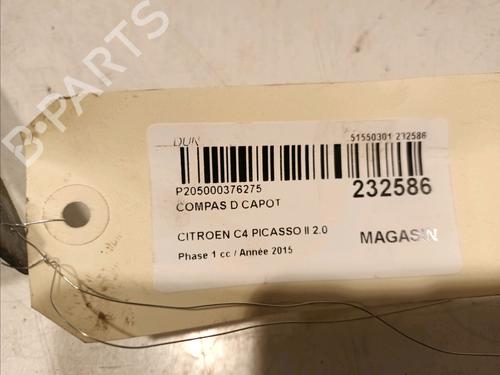 B-PARTS
DUK 51550301 232586
P205000376275 232586
COMPAS D CAPOT
CITROEN C4 PICASSO II 2.0 MAGASIN
Phase 1 cc / Année 2015